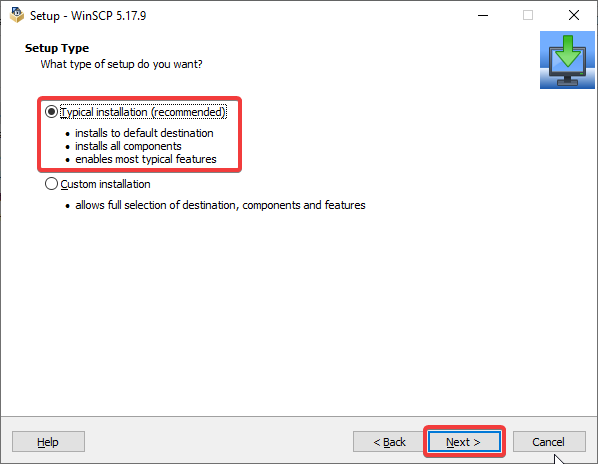 Setup - WinSCP 5.17.9
Setup Type
What type of setup do you want?
Typical installation (recommended)
• installs to default destination
• installs all components
• enables most typical features
Custom installation
• allows full selection of destination, components and features
Help
< Back
Next >
Cancel